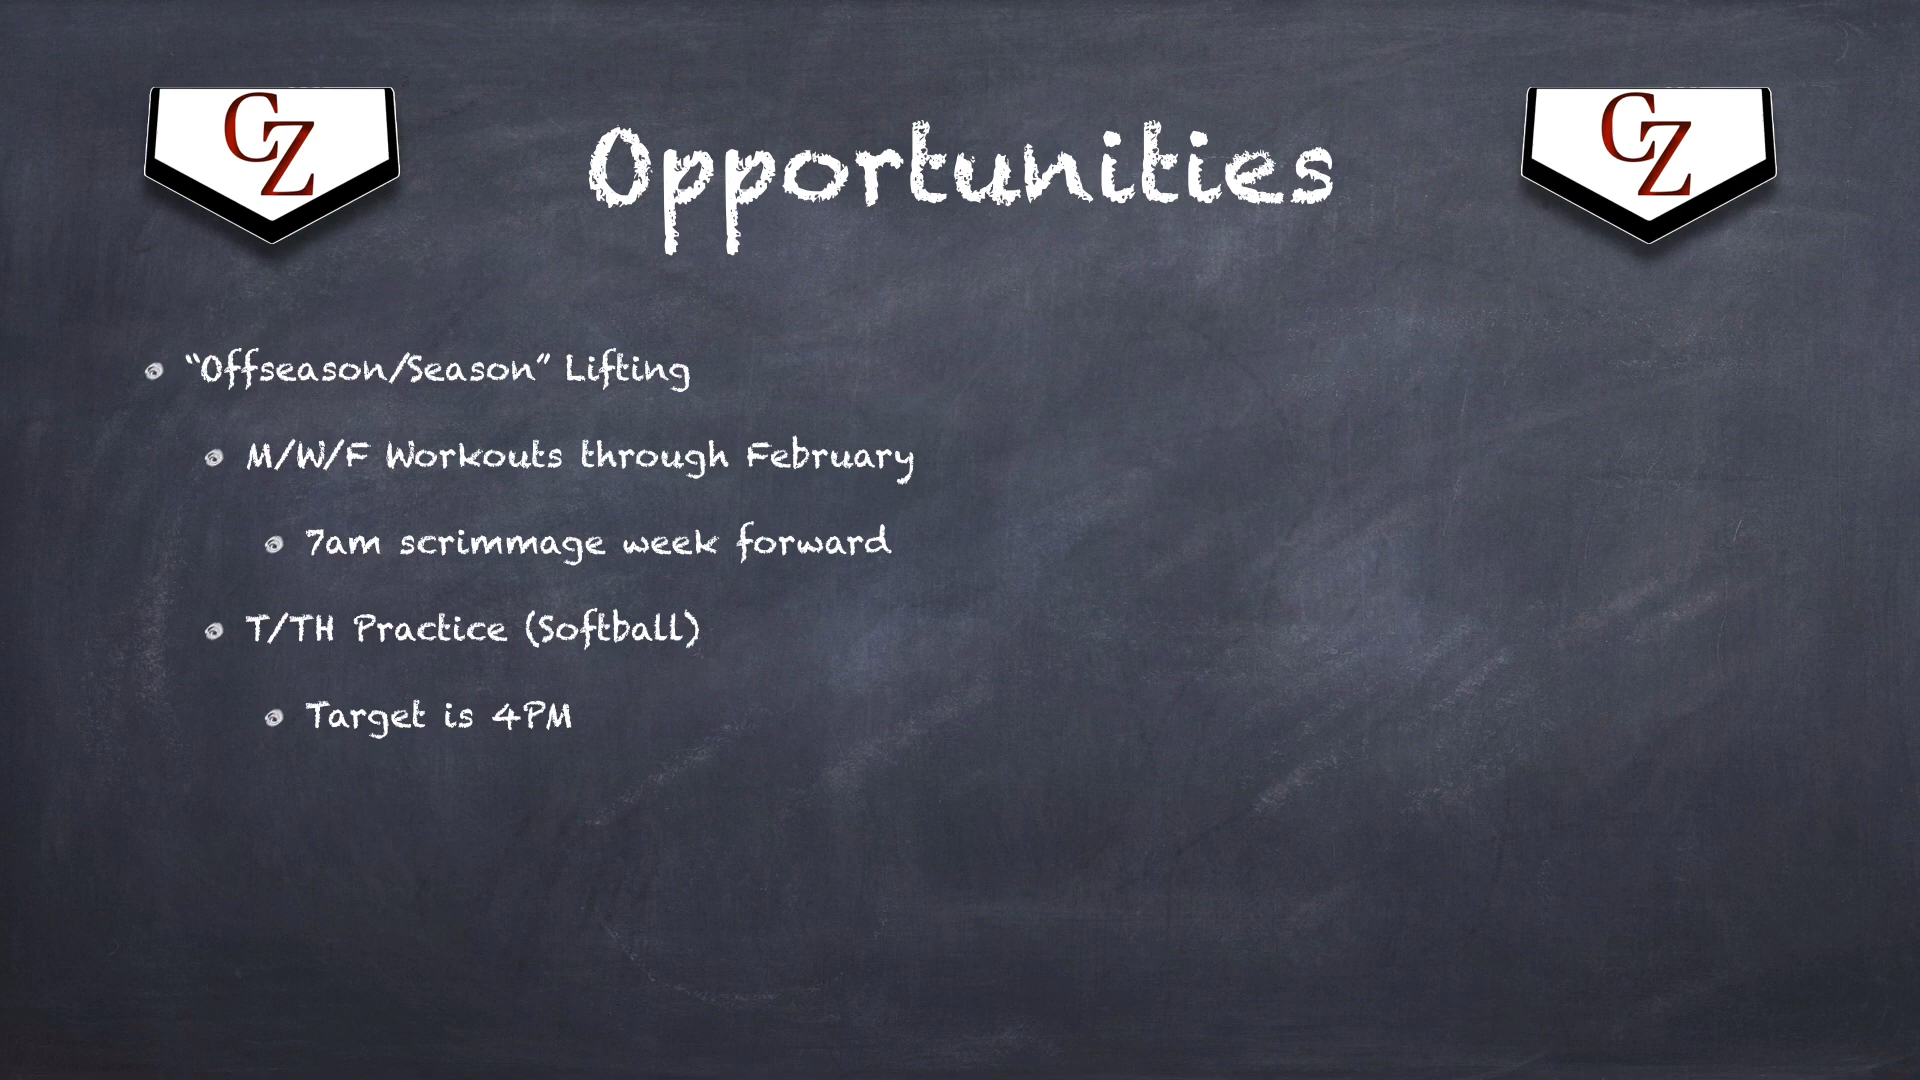 CZ
Opportunities
CZ
“Offseason/Season” Lifting
M/W/F Workouts through February
7am scrimmage week forward
T/TH Practice (Softball)
Target is 4PM